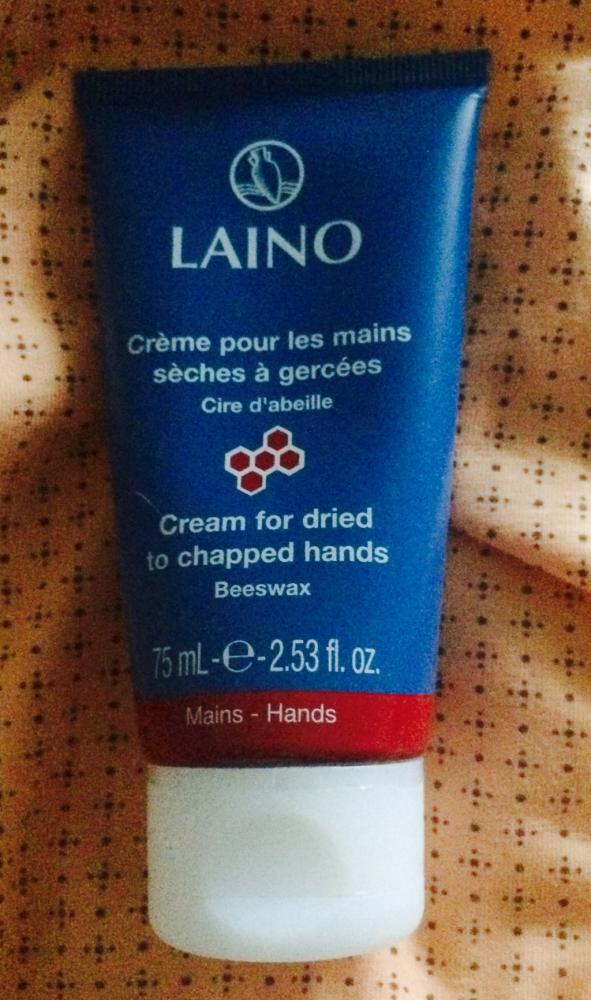 LAINO
Crème pour les mains
sèches à gercées
Cire d'abeille
Cream for dried
to chapped hands
Beeswax
75 mL-℮-2.53 fl. oz.
Mains - Hands